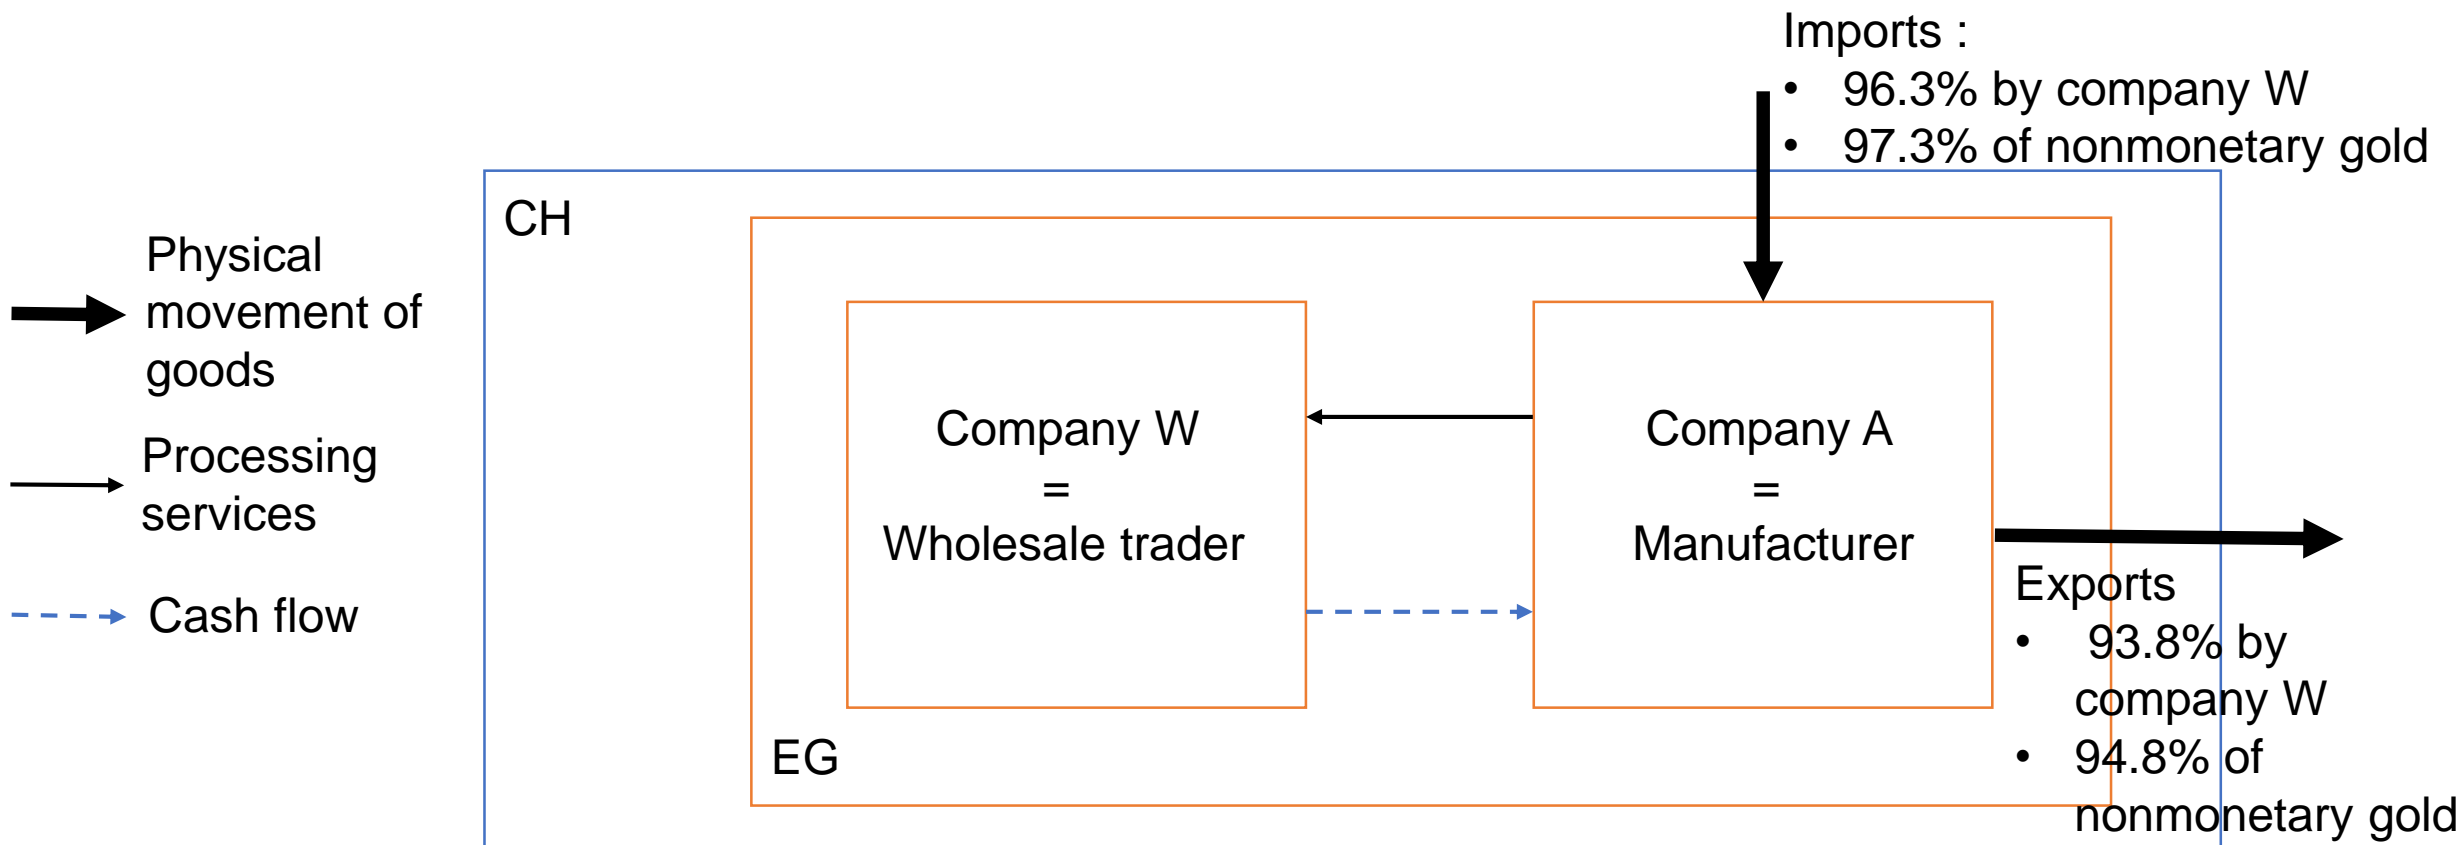 Imports :
• 96.3% by company W
• 97.3% of nonmonetary gold
CH
Physical
movement of
goods
Processing
services
Cash flow
Company W
=
Wholesale trader
Company A
=
Manufacturer
Exports
• 93.8% by
company W
• 94.8% of
nonmonetary gold
EG